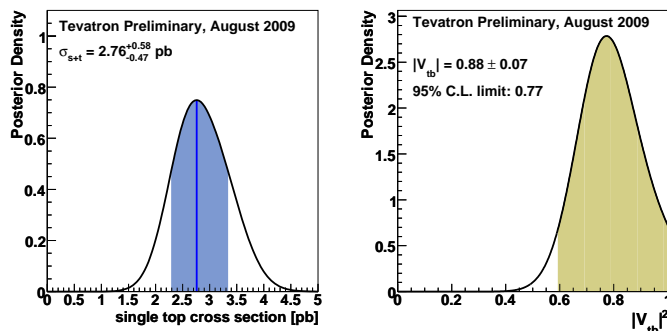 Tevatron Preliminary, August 2009
σs+t = 2.76 +0.58 -0.47 pb
Posterior Density
1
0.8
0.6
0.4
0.2
0
0 0.5 1 1.5 2 2.5 3 3.5 4 4.5 5
single top cross section [pb]
Tevatron Preliminary, August 2009
|Vtb| = 0.88 ± 0.07
95% C.L. limit: 0.77
Posterior Density
3
2.5
2
1.5
1
0.5
0
0 0.2 0.4 0.6 0.8 1
|Vtb|²